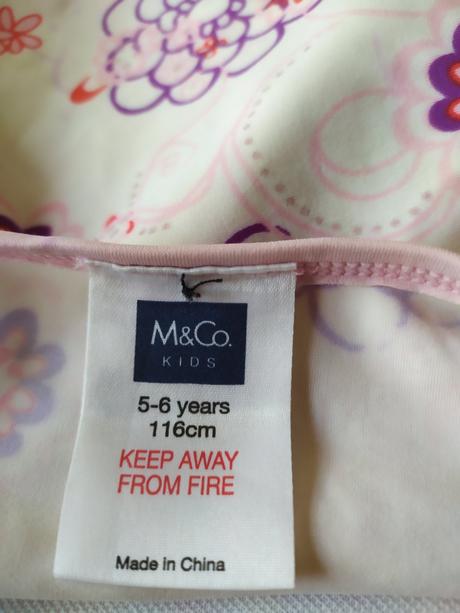 M&Co.
KIDS
5-6 years
116cm
KEEP AWAY
FROM FIRE
Made in China